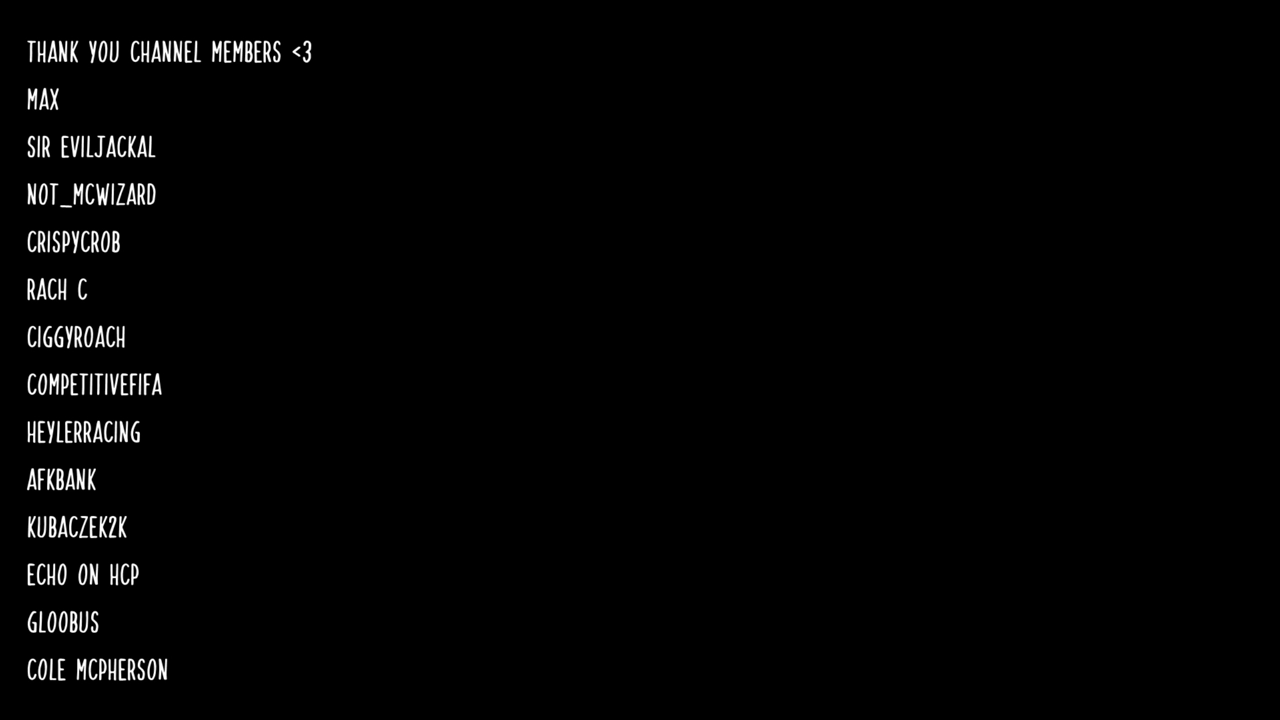 THANK YOU CHANNEL MEMBERS <3
MAX
SIR EVILJACKAL
NOT_MCWIZARD
CRISPYCROB
RACH C
CIGGYROACH
COMPETITIVEFIFA
HEYLERRACING
AFKBANK
KUBACZEK2K
ECHO ON HCP
GLOOBUS
COLE MCPHERSON